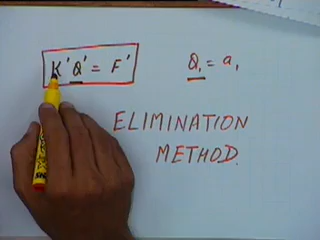 K'Q' = F'
Q₁ = a₁
ELIMINATION
METHOD.